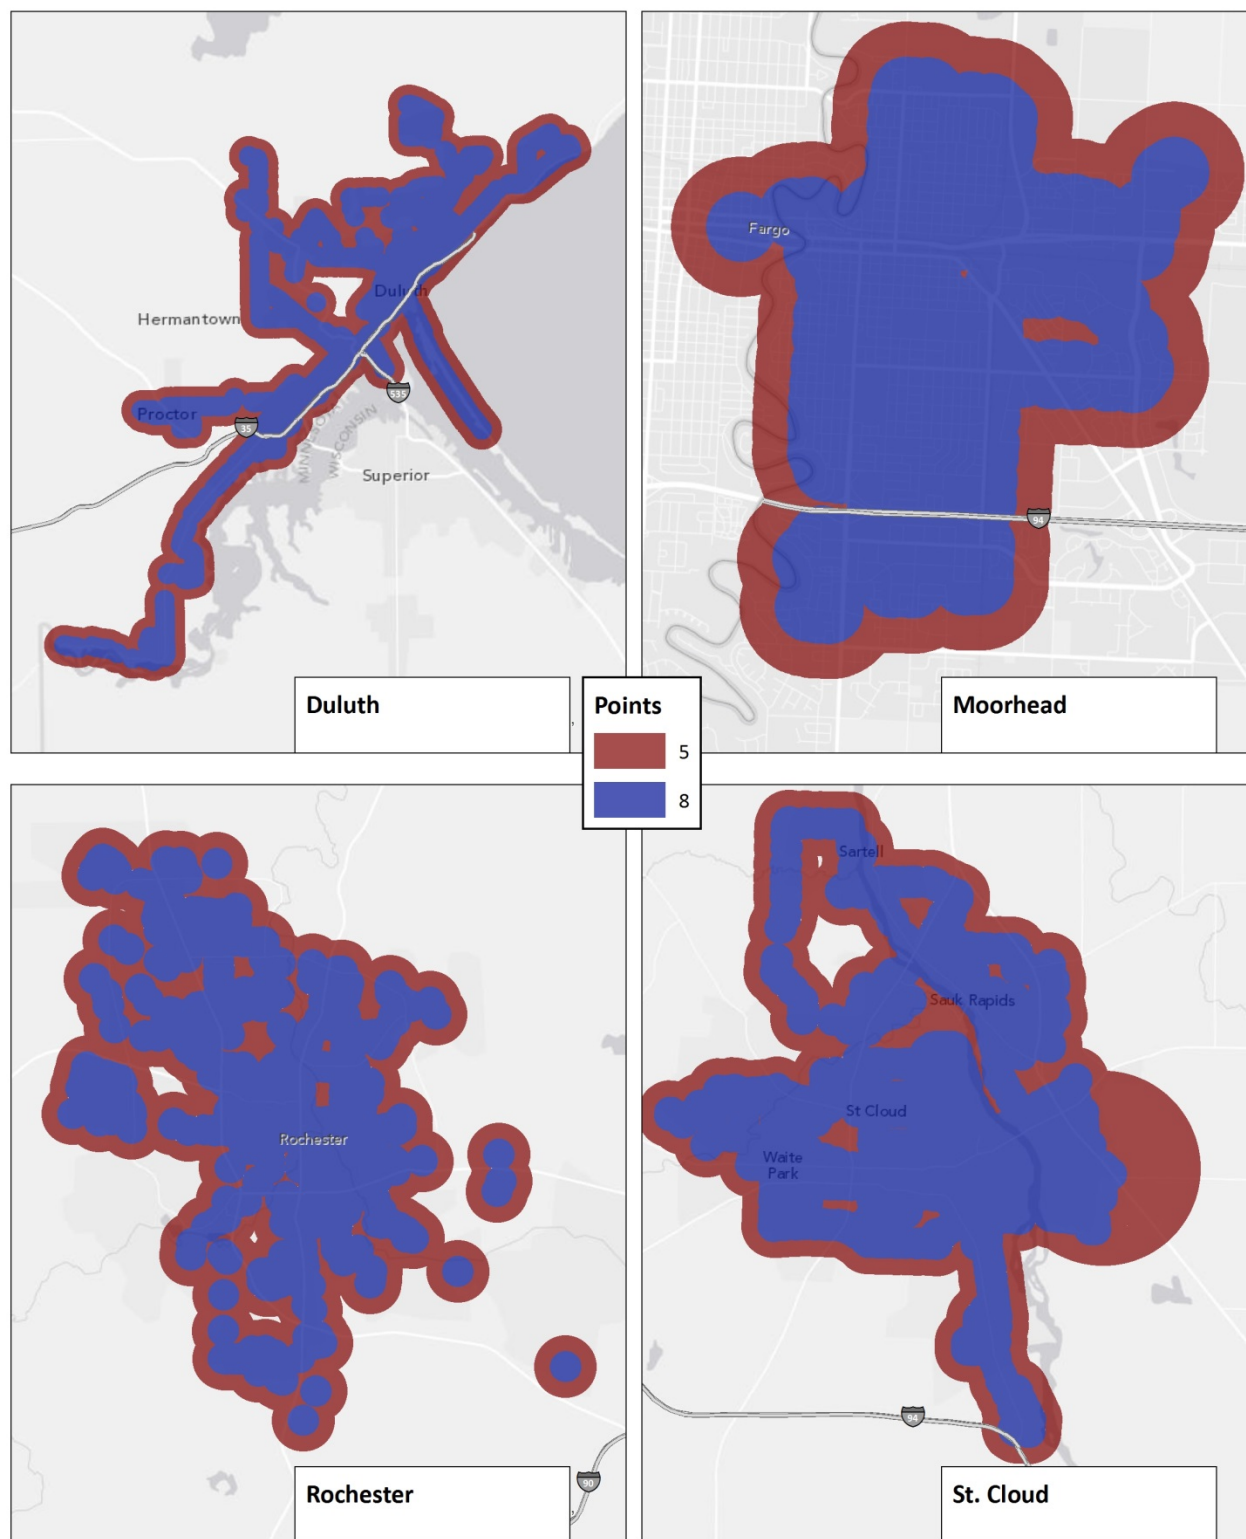 Hermantown
Duluth
Proctor
35
535
MINNESOTA
WISCONSIN
Superior
Duluth
,
Fargo
94
Moorhead
Points
5
8
Rochester
90
Rochester
,
Sartell
Sauk Rapids
St Cloud
Waite
Park
94
St. Cloud